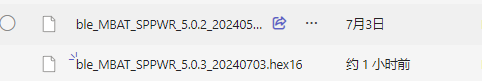 ble_MBAT_SPPWR_5.0.2_202405... 7月3日
ble_MBAT_SPPWR_5.0.3_20240703.hex16 约 1 小时前